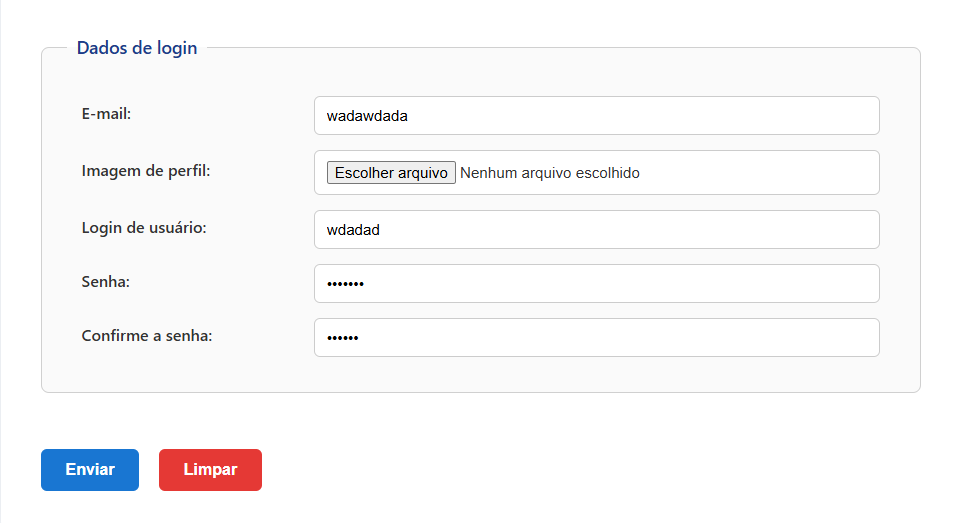 Dados de login
E-mail: wadawdada
Imagem de perfil: Escolher arquivo Nenhum arquivo escolhido
Login de usuário: wdadad
Senha: •••••••
Confirme a senha: ••••••
Enviar Limpar